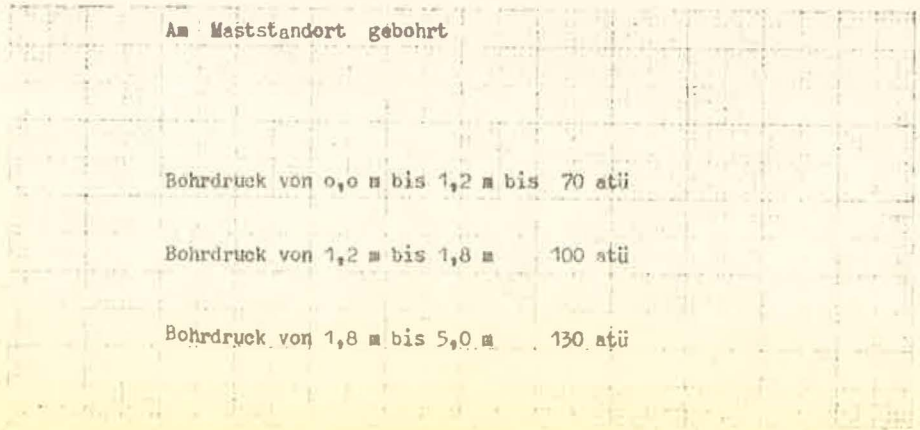 Am Maststandort gebohrt
Bohrdruck von o,o m bis 1,2 m bis 70 atü
Bohrdruck von 1,2 m bis 1,8 m 100 atü
Bohrdruck von 1,8 m bis 5,0 m 130 atü